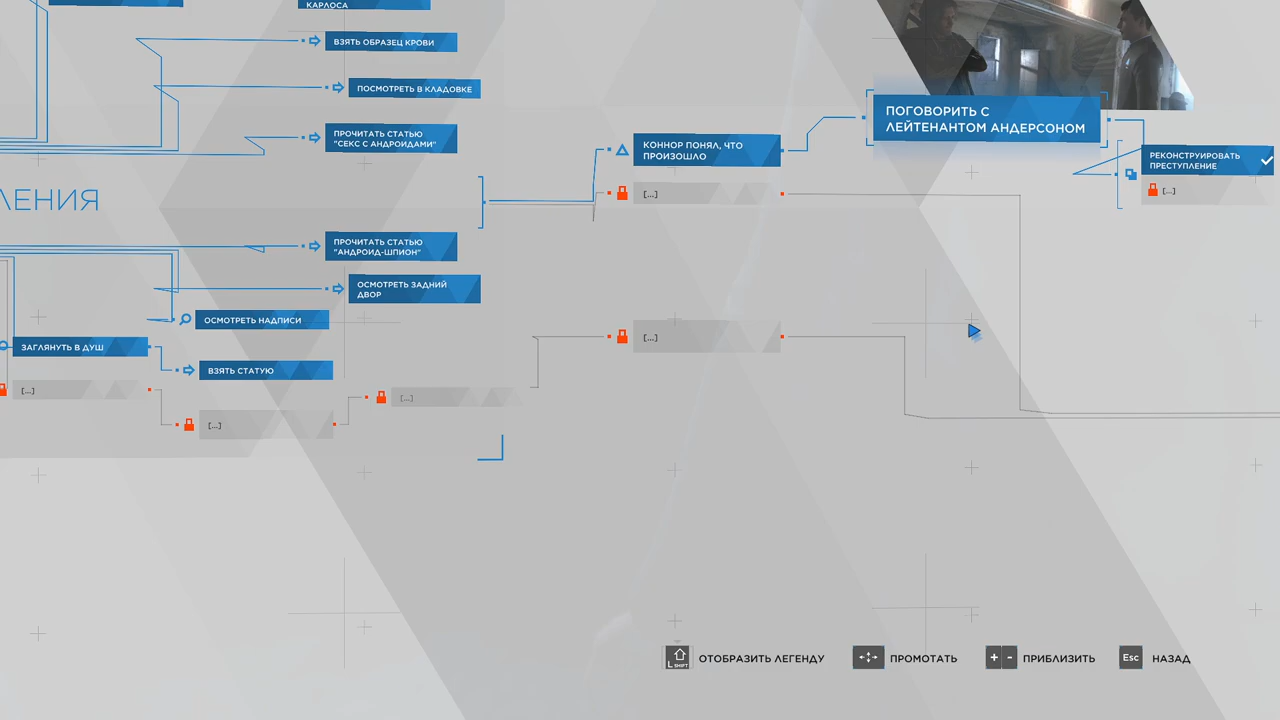 КАРЛОСА
ВЗЯТЬ ОБРАЗЕЦ КРОВИ
ПОСМОТРЕТЬ В КЛАДОВКЕ
ПРОЧИТАТЬ СТАТЬЮ
"СЕКС С АНДРОИДАМИ"
КОННОР ПОНЯЛ, ЧТО
ПРОИЗОШЛО
[...]
ПОГОВОРИТЬ С
ЛЕЙТЕНАНТОМ АНДЕРСОНОМ
РЕКОНСТРУИРОВАТЬ
ПРЕСТУПЛЕНИЕ
[...]
ЛЕНИЯ
ПРОЧИТАТЬ СТАТЬЮ
"АНДРОИД-ШПИОН"
ОСМОТРЕТЬ ЗАДНИЙ
ДВОР
ОСМОТРЕТЬ НАДПИСИ
ЗАГЛЯНУТЬ В ДУШ
ВЗЯТЬ СТАТУЮ
[...]
[...]
[...]
[...]
L SHIFT ОТОБРАЗИТЬ ЛЕГЕНДУ
ПРОМОТАТЬ
+ - ПРИБЛИЗИТЬ
Esc НАЗАД